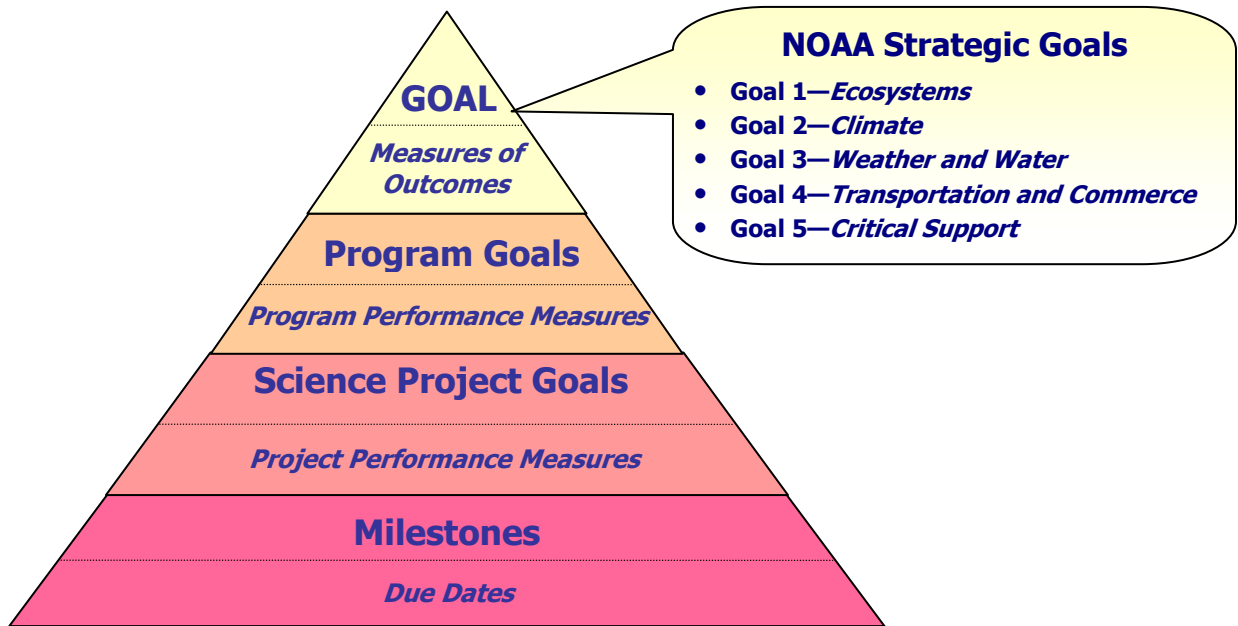 GOAL
Measures of
Outcomes
Program Goals
Program Performance Measures
Science Project Goals
Project Performance Measures
Milestones
Due Dates
NOAA Strategic Goals
• Goal 1—Ecosystems
• Goal 2—Climate
• Goal 3—Weather and Water
• Goal 4—Transportation and Commerce
• Goal 5—Critical Support